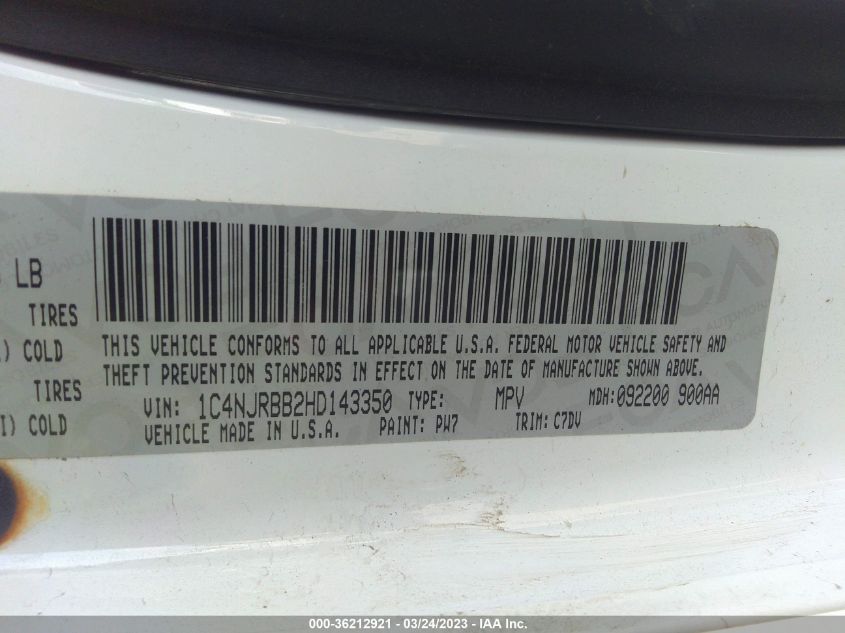 LB
TIRES
) COLD
TIRES
I) COLD
THIS VEHICLE CONFORMS TO ALL APPLICABLE U.S.A. FEDERAL MOTOR VEHICLE SAFETY AND
THEFT PREVENTION STANDARDS IN EFFECT ON THE DATE OF MANUFACTURE SHOWN ABOVE.
VIN: 1C4NJRBB2HD143350 TYPE: MPV MDH:092200 900AA
VEHICLE MADE IN U.S.A. PAINT: PW7 TRIM: C7DV
000-36212921 - 03/24/2023 - IAA Inc.